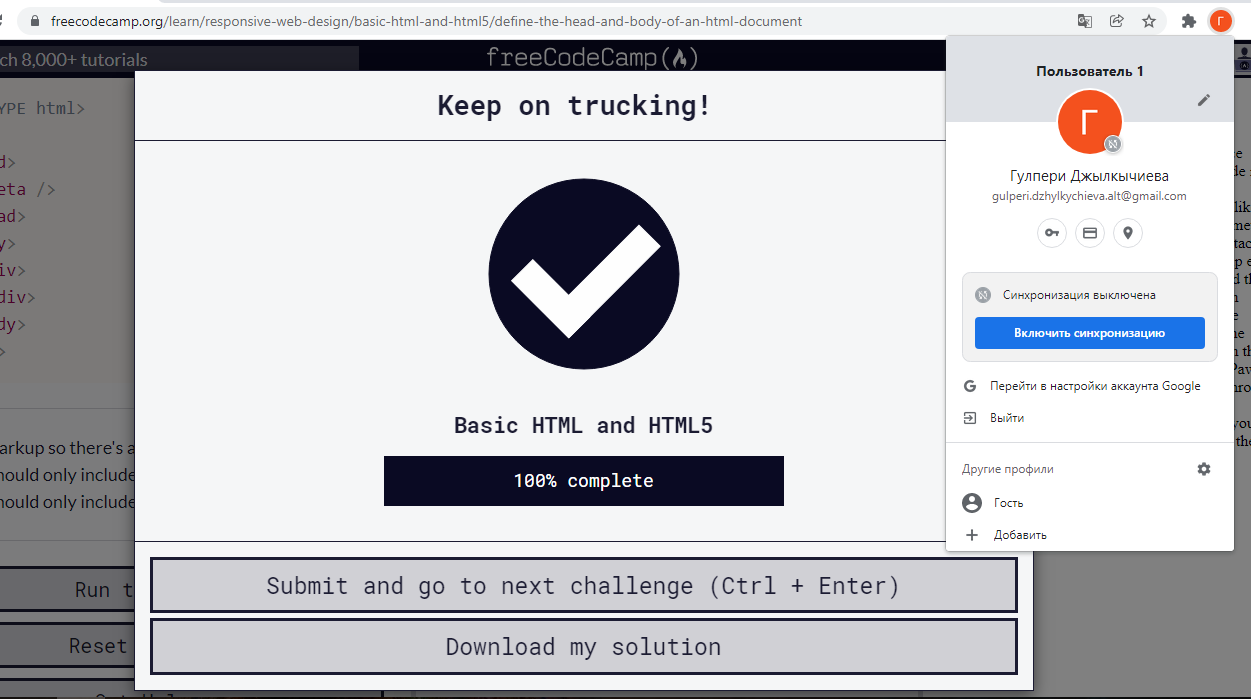 freecodecamp.org/learn/responsive-web-design/basic-html-and-html5/define-the-head-and-body-of-an-html-document
ch 8,000+ tutorials
freeCodeCamp
Г
YPE html>
d>
eta />
ad>
y>
iv>
div>
dy>
>
arkup so there's a
hould only include
hould only include
Run t
Reset
Keep on trucking!
Basic HTML and HTML5
100% complete
Submit and go to next challenge (Ctrl + Enter)
Download my solution
Пользователь 1
Г
Гулпери Джылкычиева
gulperi.dzhylkychieva.alt@gmail.com
Синхронизация выключена
Включить синхронизацию
G Перейти в настройки аккаунта Google
Выйти
Другие профили
Гость
Добавить